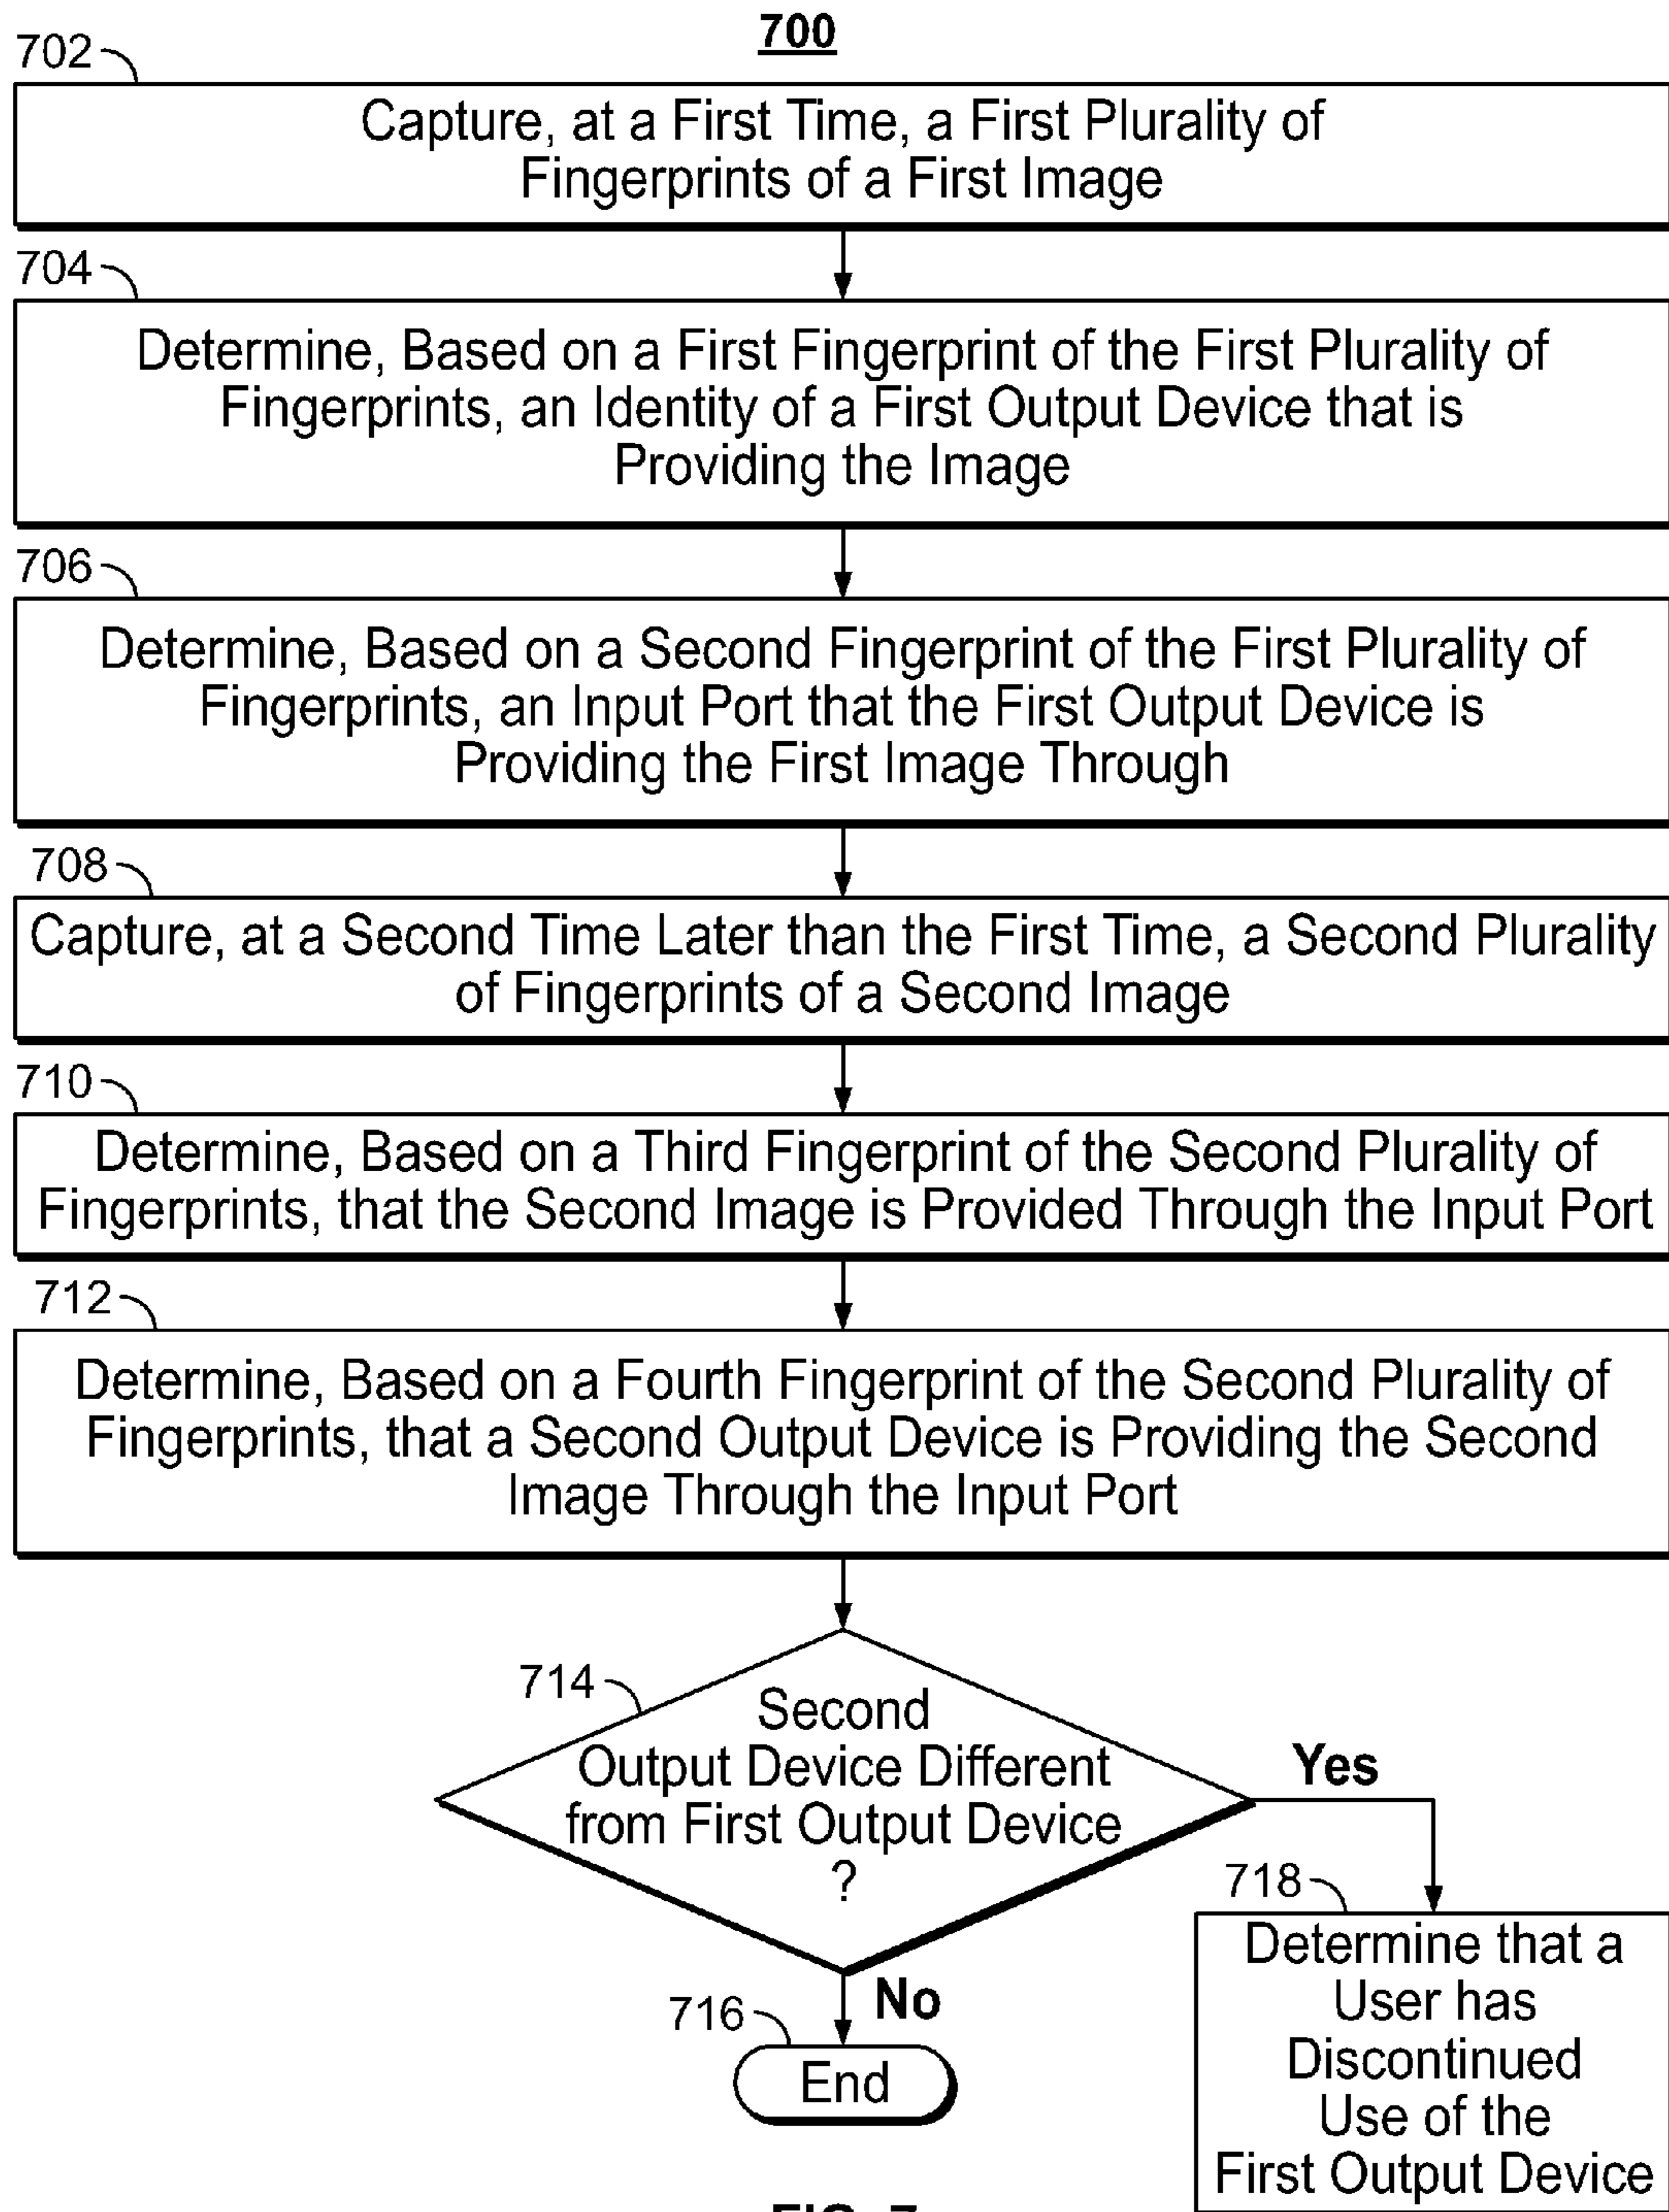 700
702
Capture, at a First Time, a First Plurality of
Fingerprints of a First Image
704
Determine, Based on a First Fingerprint of the First Plurality of
Fingerprints, an Identity of a First Output Device that is
Providing the Image
706
Determine, Based on a Second Fingerprint of the First Plurality of
Fingerprints, an Input Port that the First Output Device is
Providing the First Image Through
708
Capture, at a Second Time Later than the First Time, a Second Plurality
of Fingerprints of a Second Image
710
Determine, Based on a Third Fingerprint of the Second Plurality of
Fingerprints, that the Second Image is Provided Through the Input Port
712
Determine, Based on a Fourth Fingerprint of the Second Plurality of
Fingerprints, that a Second Output Device is Providing the Second
Image Through the Input Port
714
Second
Output Device Different
from First Output Device
?
Yes
No
716
End
718
Determine that a
User has
Discontinued
Use of the
First Output Device
FIG. 7